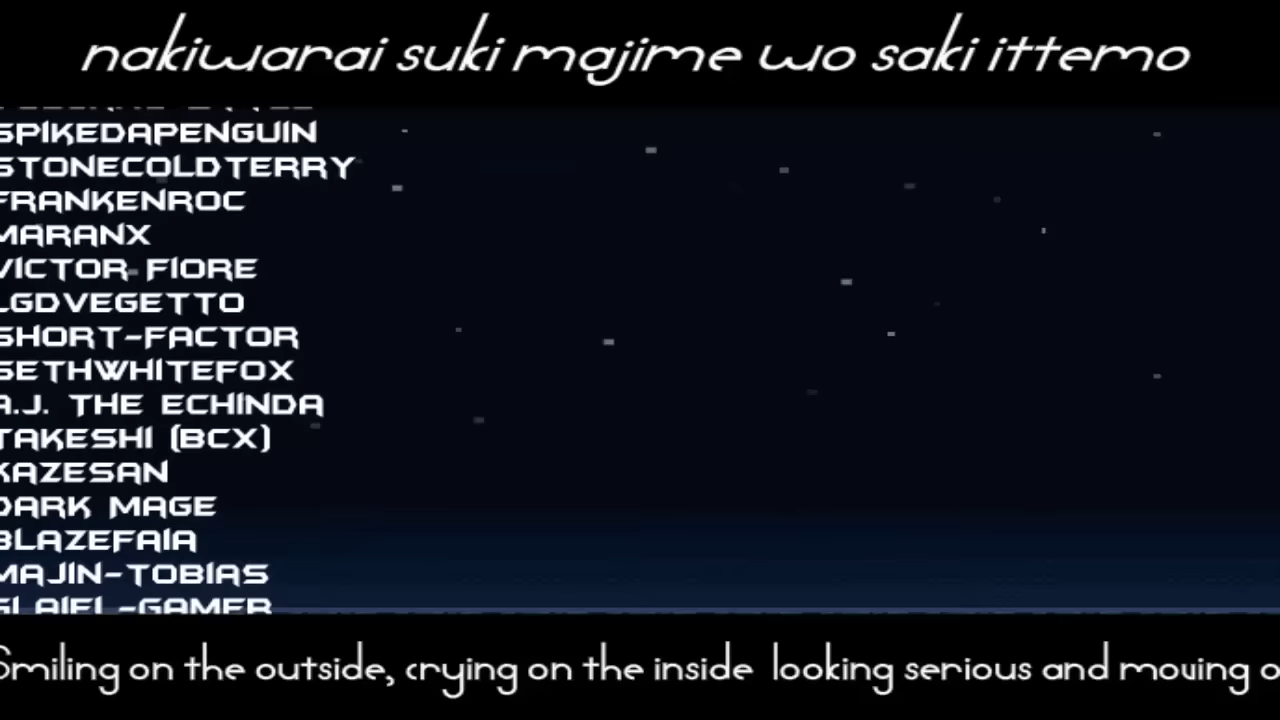 nakiwarai suki majime wo saki ittemo
SPIKEDAPENGUIN
STONECOLDTERRY
FRANKENROC
MARANX
VICTOR FIORE
LGDVEGETTO
SHORT-FACTOR
SETHWHITEFOX
A.J. THE ECHINDA
TAKESHI (BCX)
KAZESAN
DARK MAGE
BLAZEFAIA
MAJIN-TOBIAS
Smiling on the outside, crying on the inside looking serious and moving o